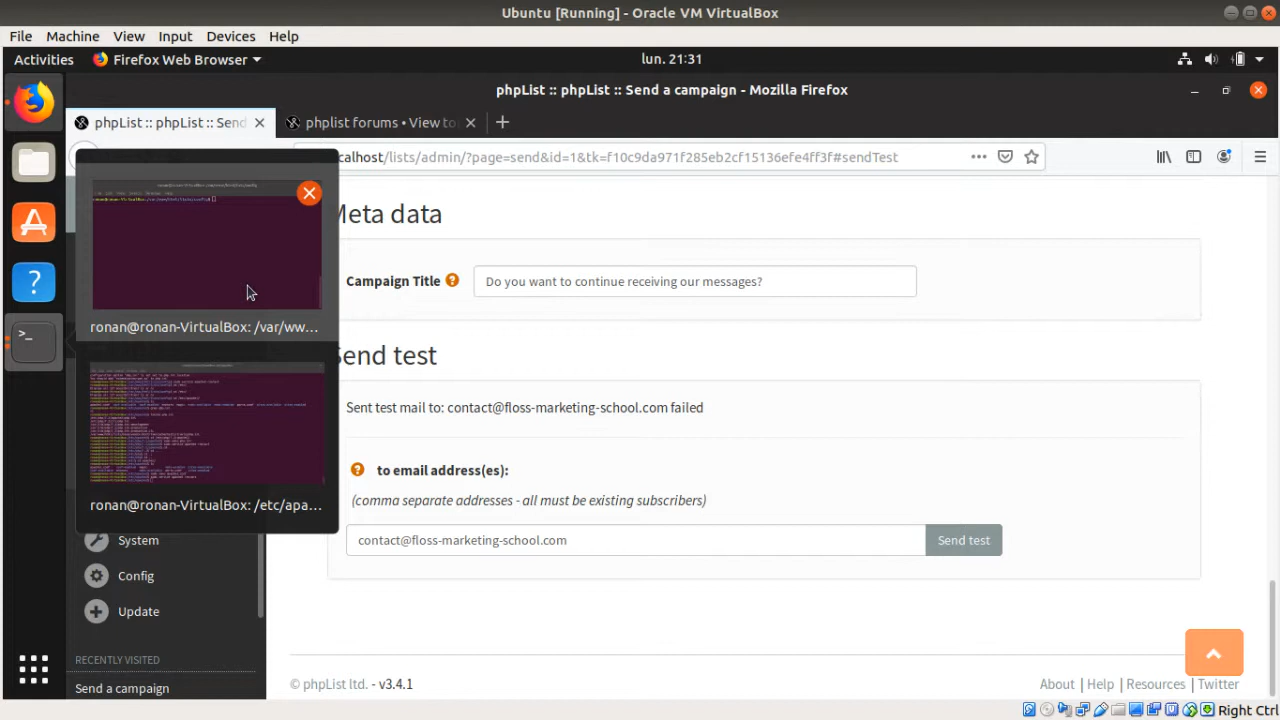 Ubuntu [Running] - Oracle VM VirtualBox
File Machine View Input Devices Help
Activities Firefox Web Browser lun. 21:31
phpList :: phpList :: Send a campaign - Mozilla Firefox
phpList :: phpList :: Send phplist forums • View to
localhost/lists/admin/?page=send&id=1&tk=f10c9da971f285eb2cf15136efe4ff3f#sendTest
Meta data
Campaign Title Do you want to continue receiving our messages?
ronan@ronan-VirtualBox: /var/ww...
Send test
Sent test mail to: contact@floss-marketing-school.com failed
to email address(es):
(comma separate addresses - all must be existing subscribers)
ronan@ronan-VirtualBox: /etc/apa...
contact@floss-marketing-school.com Send test
System
Config
Update
RECENTLY VISITED
Send a campaign
© phpList ltd. - v3.4.1 About | Help | Resources | Twitter
Right Ctrl